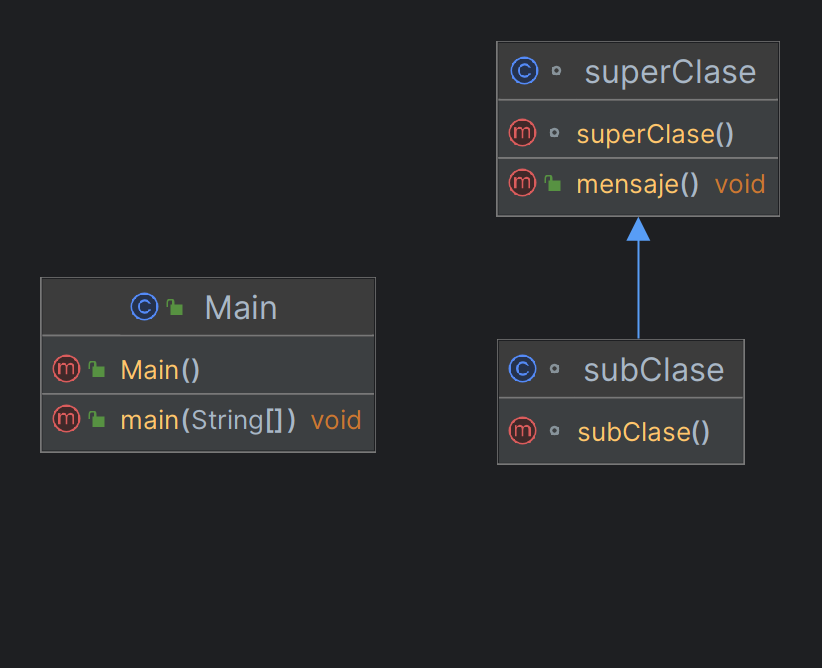 superClase
superClase()
mensaje() void
Main
Main()
main(String[]) void
subClase
subClase()